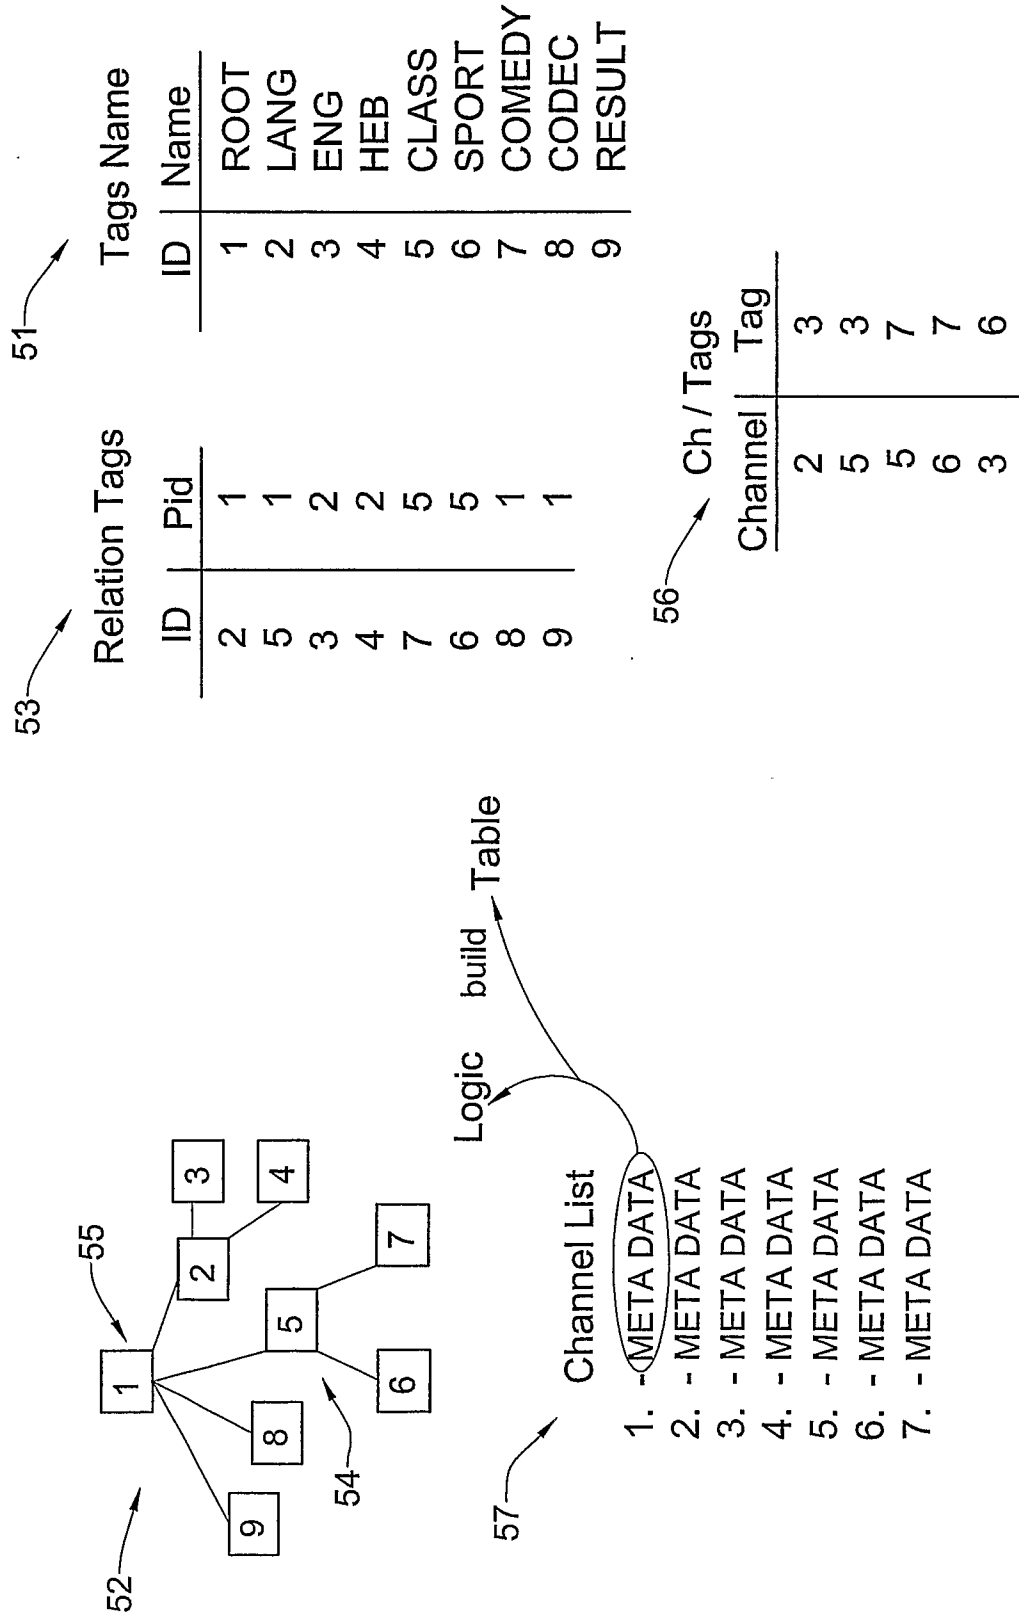 52
55
1
2
3
4
5
6
7
8
9
54
53
Relation Tags
ID Pid
2 1
5 1
3 2
4 2
7 5
6 5
8 1
9 1
51
Tags Name
ID Name
1 ROOT
2 LANG
3 ENG
4 HEB
5 CLASS
6 SPORT
7 COMEDY
8 CODEC
9 RESULT
57
Channel List
1. - META DATA
2. - META DATA
3. - META DATA
4. - META DATA
5. - META DATA
6. - META DATA
7. - META DATA
Logic build Table
56
Ch / Tags
Channel Tag
2 3
5 3
5 7
6 7
3 6